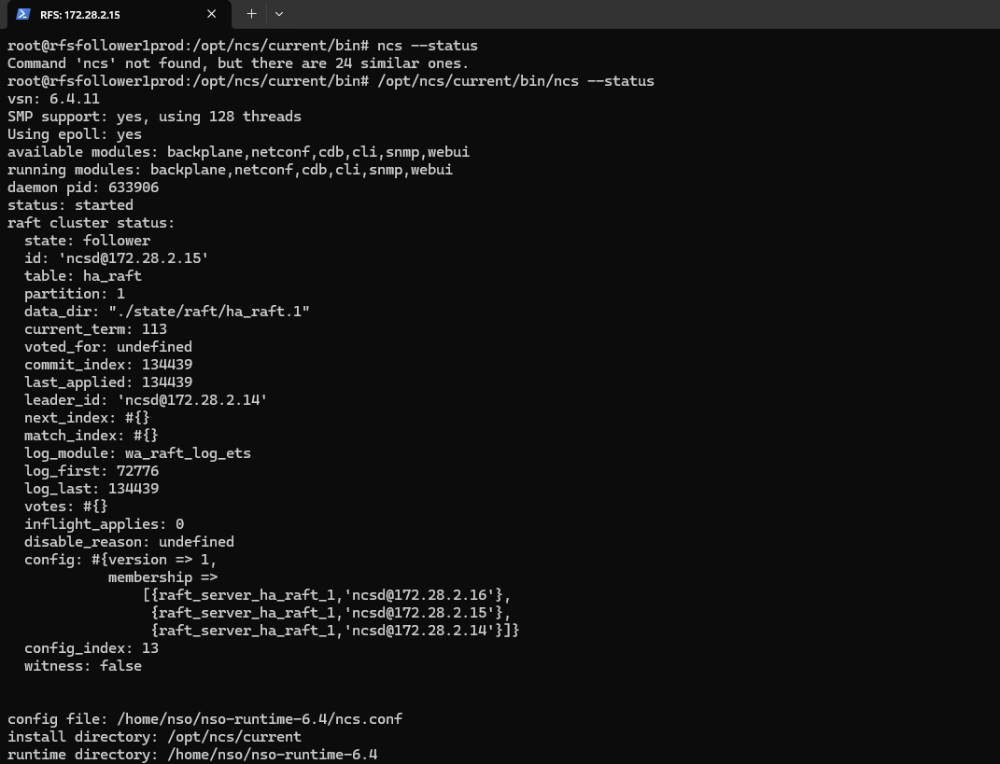 RFS: 172.28.2.15
root@rfsfollower1prod:/opt/ncs/current/bin# ncs --status
Command 'ncs' not found, but there are 24 similar ones.
root@rfsfollower1prod:/opt/ncs/current/bin# /opt/ncs/current/bin/ncs --status
vsn: 6.4.11
SMP support: yes, using 128 threads
Using epoll: yes
available modules: backplane,netconf,cdb,cli,snmp,webui
running modules: backplane,netconf,cdb,cli,snmp,webui
daemon pid: 633906
status: started
raft cluster status:
  state: follower
  id: 'ncsd@172.28.2.15'
  table: ha_raft
  partition: 1
  data_dir: "./state/raft/ha_raft.1"
  current_term: 113
  voted_for: undefined
  commit_index: 134439
  last_applied: 134439
  leader_id: 'ncsd@172.28.2.14'
  next_index: #{}
  match_index: #{}
  log_module: wa_raft_log_ets
  log_first: 72776
  log_last: 134439
  votes: #{}
  inflight_applies: 0
  disable_reason: undefined
  config: #{version => 1,
            membership =>
                [{raft_server_ha_raft_1,'ncsd@172.28.2.16'},
                 {raft_server_ha_raft_1,'ncsd@172.28.2.15'},
                 {raft_server_ha_raft_1,'ncsd@172.28.2.14'}]}
  config_index: 13
  witness: false
config file: /home/nso/nso-runtime-6.4/ncs.conf
install directory: /opt/ncs/current
runtime directory: /home/nso/nso-runtime-6.4